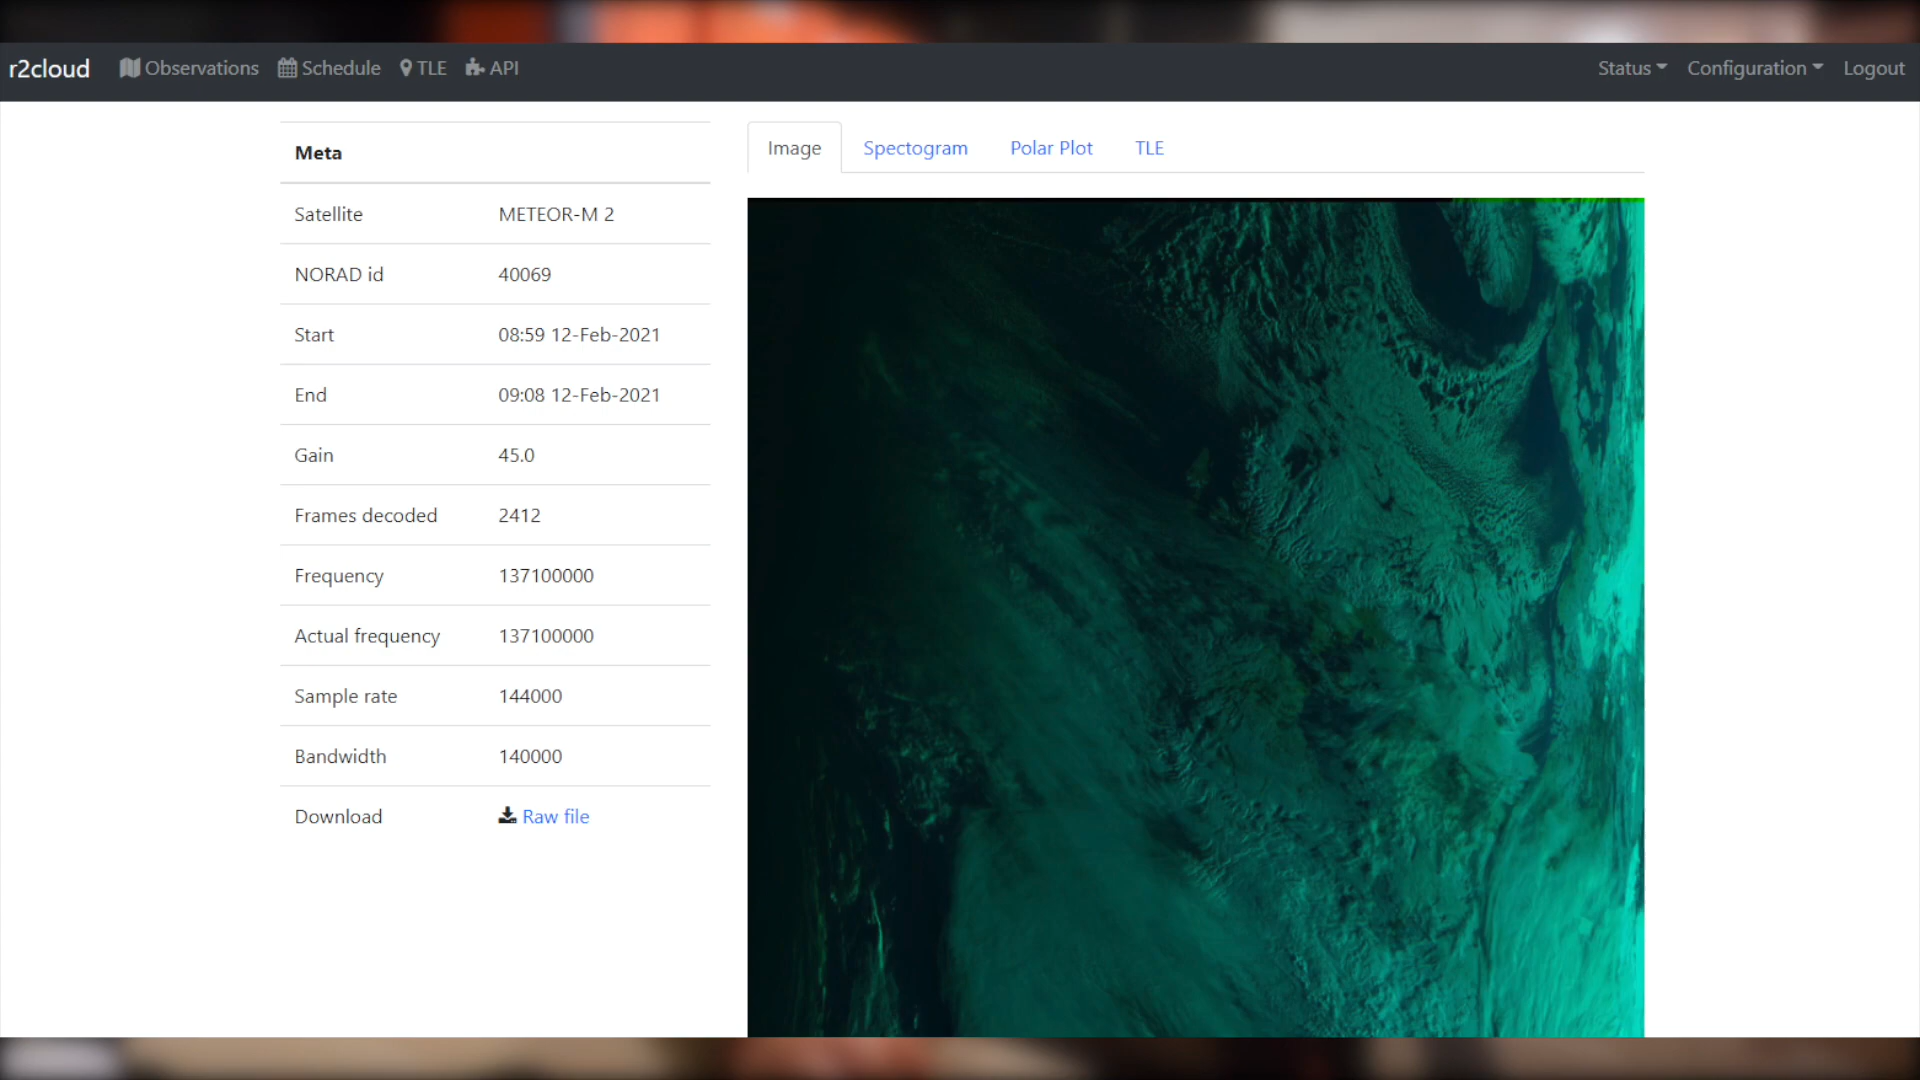 r2cloud Observations Schedule TLE API Status Configuration Logout
Meta
Satellite METEOR-M 2
NORAD id 40069
Start 08:59 12-Feb-2021
End 09:08 12-Feb-2021
Gain 45.0
Frames decoded 2412
Frequency 137100000
Actual frequency 137100000
Sample rate 144000
Bandwidth 140000
Download Raw file
Image Spectogram Polar Plot TLE